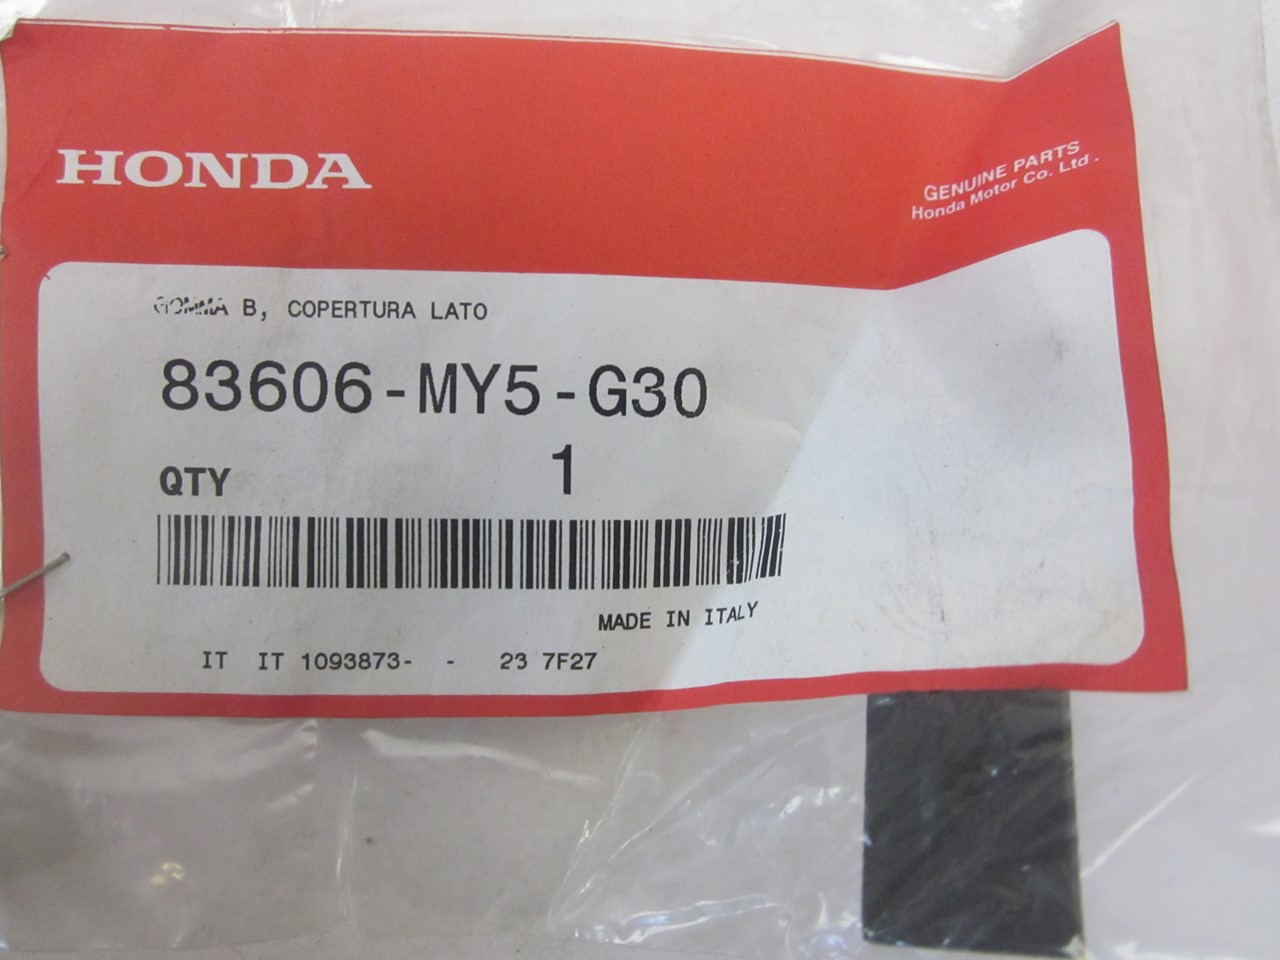 HONDA
GENUINE PARTS
Honda Motor Co. Ltd.
GOMMA B, COPERTURA LATO
83606-MY5-G30
QTY 1
MADE IN ITALY
IT IT 1093873- - 23 7F27